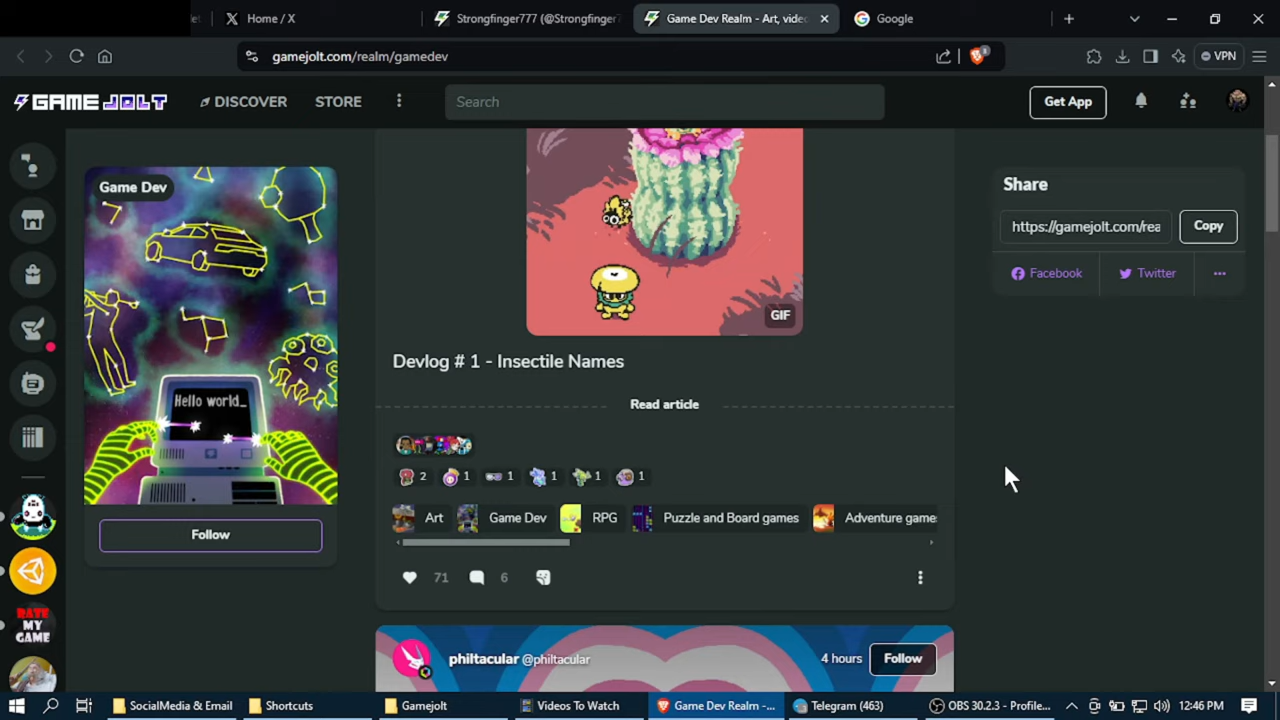 Home / X
Strongfinger777 (@Strongfinger7
Game Dev Realm - Art, video
Google
gamejolt.com/realm/gamedev
VPN
GAME JOLT
DISCOVER
STORE
Search
Get App
Game Dev
Hello world_
Follow
GIF
Devlog # 1 - Insectile Names
Read article
2
1
1
1
1
1
Art
Game Dev
RPG
Puzzle and Board games
Adventure game
71
6
philtacular @philtacular
4 hours
Follow
Share
https://gamejolt.com/rea
Copy
Facebook
Twitter
RATE
MY
GAME
SocialMedia & Email
Shortcuts
Gamejolt
Videos To Watch
Game Dev Realm -...
Telegram (463)
OBS 30.2.3 - Profile...
12:46 PM